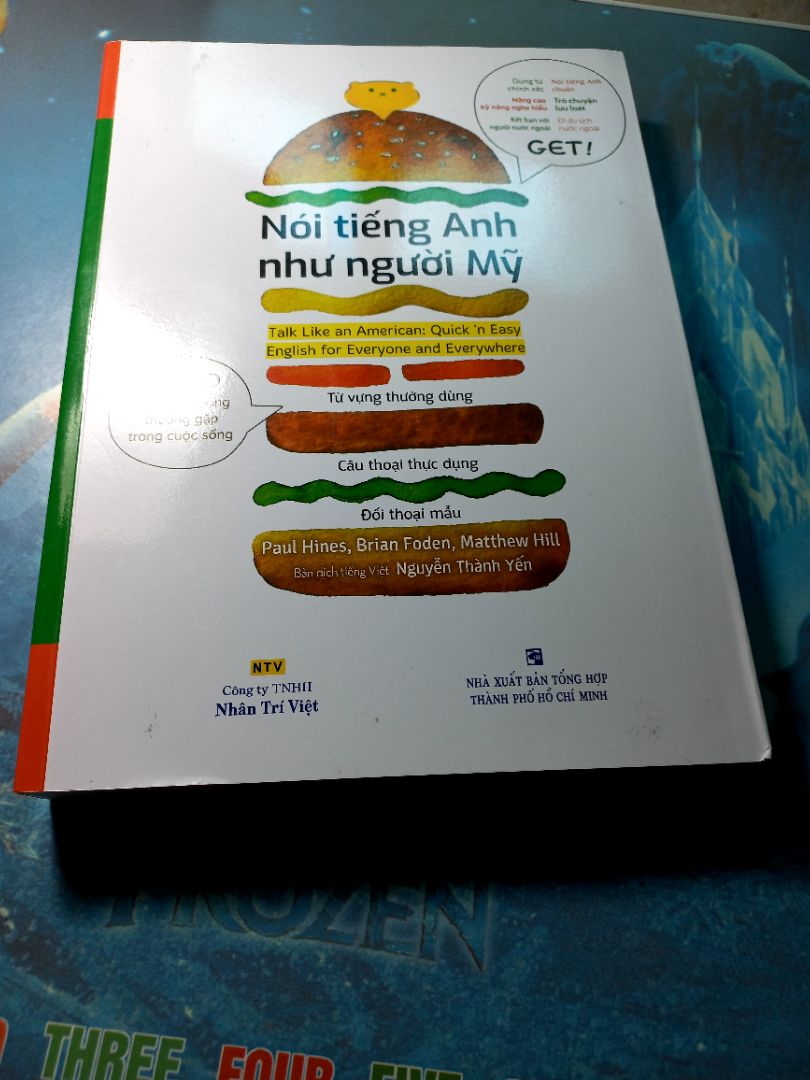 Dùng từ Nói tiếng Anh
chính xác chuẩn
Nâng cao Trò chuyện
kỹ năng nghe hiểu lưu loát
Kết bạn với Đi du lịch
người nước ngoài nước ngoài
GET!
Nói tiếng Anh
như người Mỹ
Talk Like an American: Quick 'n Easy
English for Everyone and Everywhere
Từ vựng thường dùng
thường gặp
trong cuộc sống
Câu thoại thực dụng
Đối thoại mẫu
Paul Hines, Brian Foden, Matthew Hill
Bản dịch tiếng Việt Nguyễn Thành Yến
NTV
Công ty TNHH
Nhân Trí Việt
NHÀ XUẤT BẢN TỔNG HỢP
THÀNH PHỐ HỒ CHÍ MINH
FROZEN
THREE FOUR FIVE